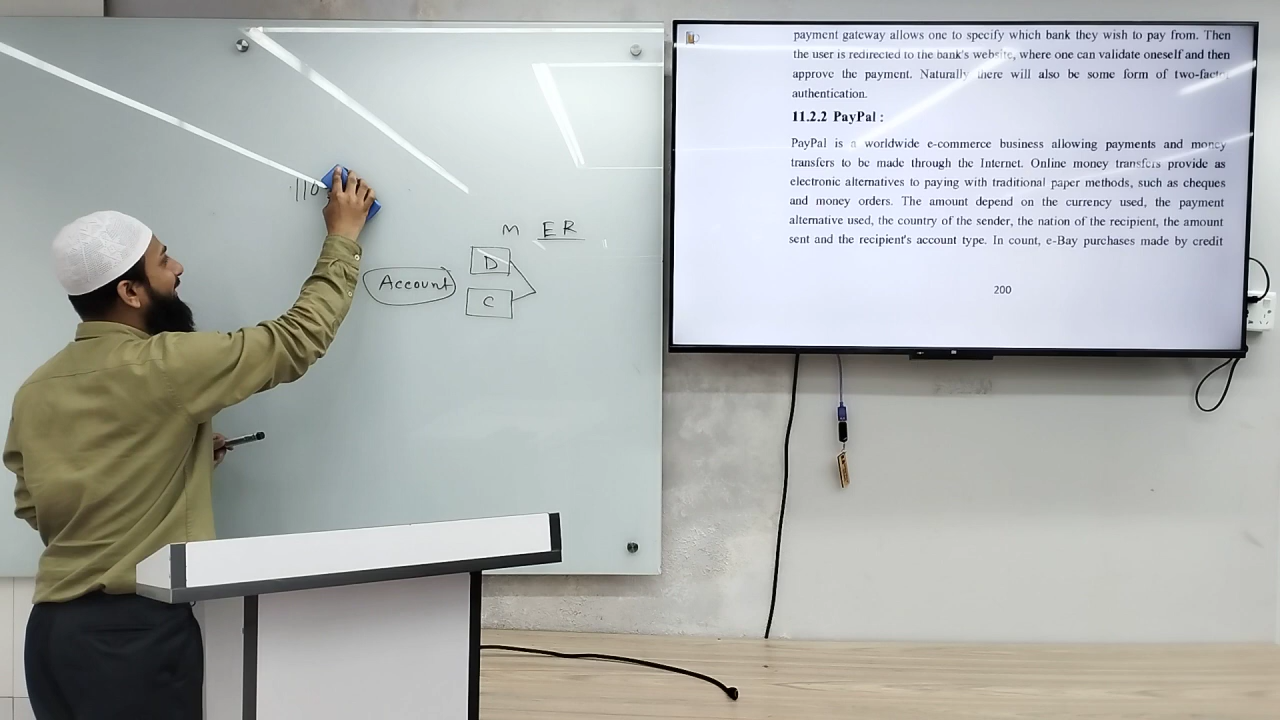 110
M ER
D
Account
C
payment gateway allows one to specify which bank they wish to pay from. Then
the user is redirected to the bank's website, where one can validate oneself and then
approve the payment. Naturally there will also be some form of two-factor
authentication.
11.2.2 PayPal :
PayPal is a worldwide e-commerce business allowing payments and money
transfers to be made through the Internet. Online money transfers provide as
electronic alternatives to paying with traditional paper methods, such as cheques
and money orders. The amount depend on the currency used, the payment
alternative used, the country of the sender, the nation of the recipient, the amount
sent and the recipient's account type. In count, e-Bay purchases made by credit
200